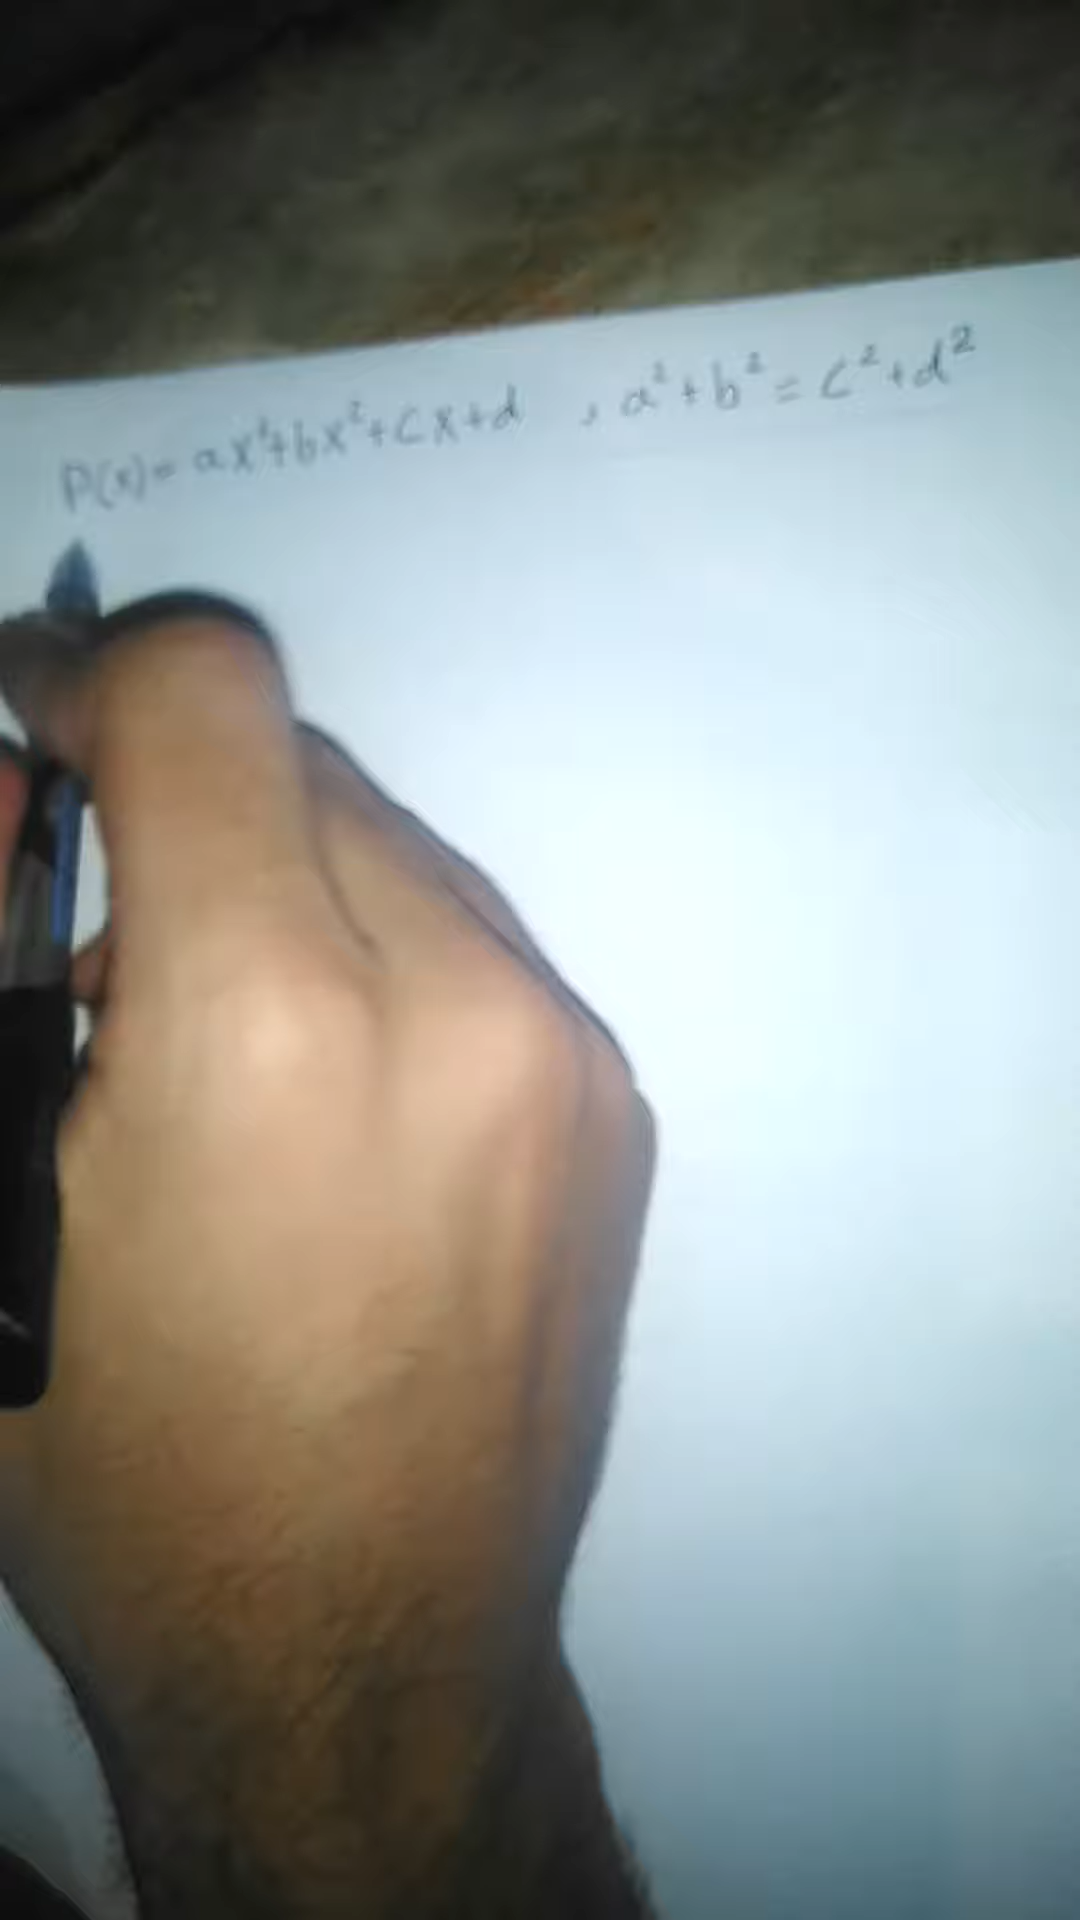 P(x) = ax³+bx²+cx+d , a²+b² = c²+d²